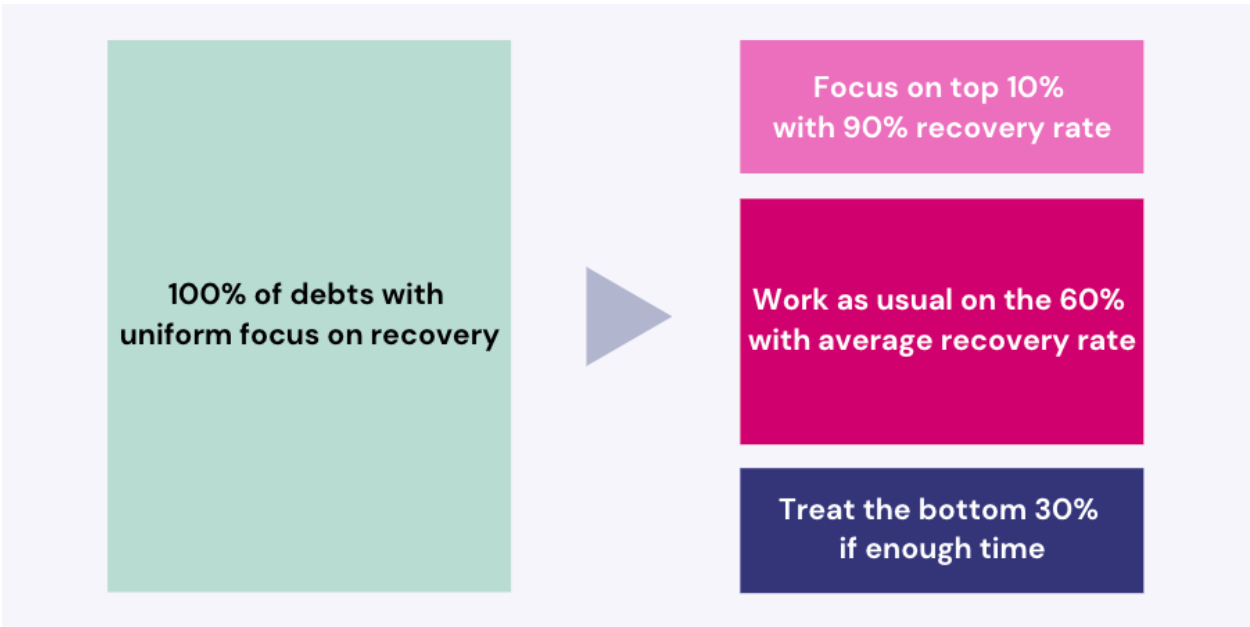 100% of debts with
uniform focus on recovery
Focus on top 10%
with 90% recovery rate
Work as usual on the 60%
with average recovery rate
Treat the bottom 30%
if enough time